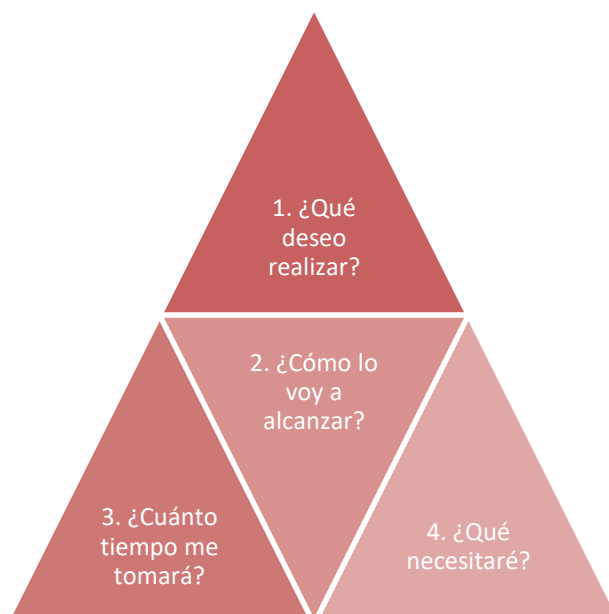 1. ¿Qué
deseo
realizar?
2. ¿Cómo lo
voy a
alcanzar?
3. ¿Cuánto
tiempo me
tomará?
4. ¿Qué
necesitaré?